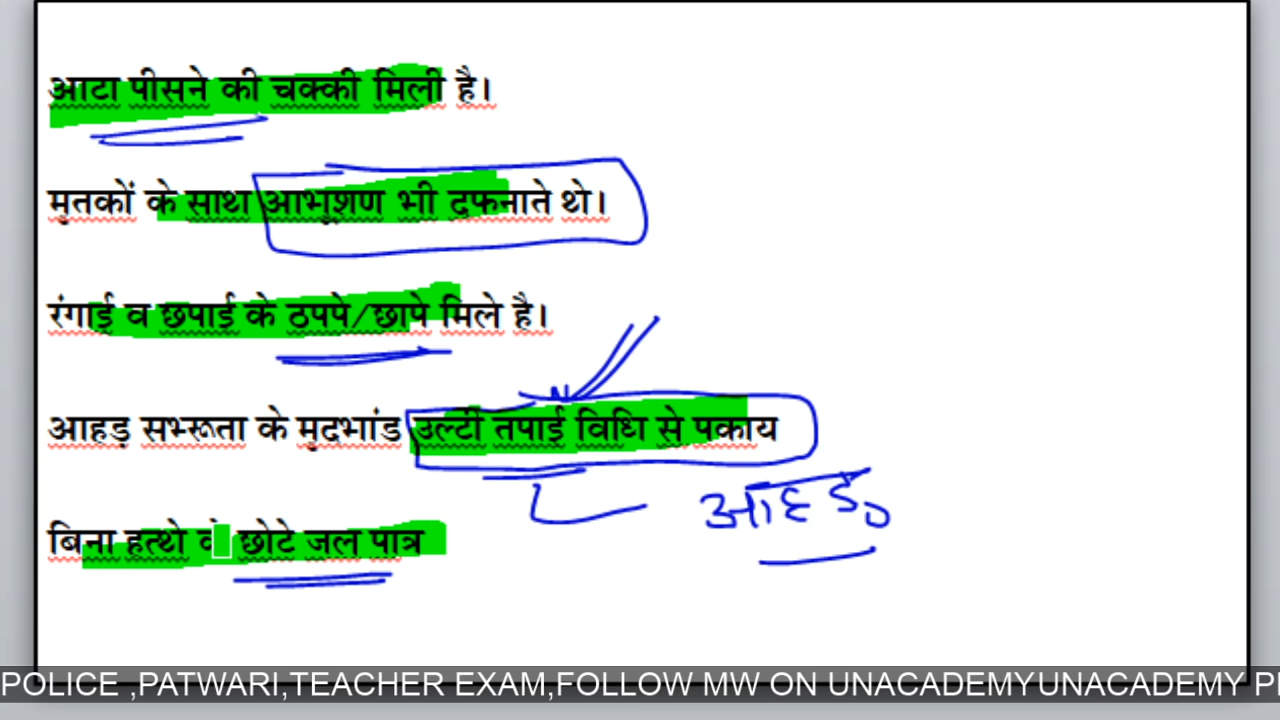 आटा पीसने की चक्की मिली है।
मृतकों के साथ आभूशण भी दफनाते थे।
रंगाई व छपाई के ठपपे/छापे मिले है।
आहड़ सभ्रूता के मृदभांड उल्टी तपाई विधि से पकाय
आहड़
बिना हत्थो के छोटे जल पात्र
POLICE ,PATWARI,TEACHER EXAM,FOLLOW MW ON UNACADEMYUNACADEMY